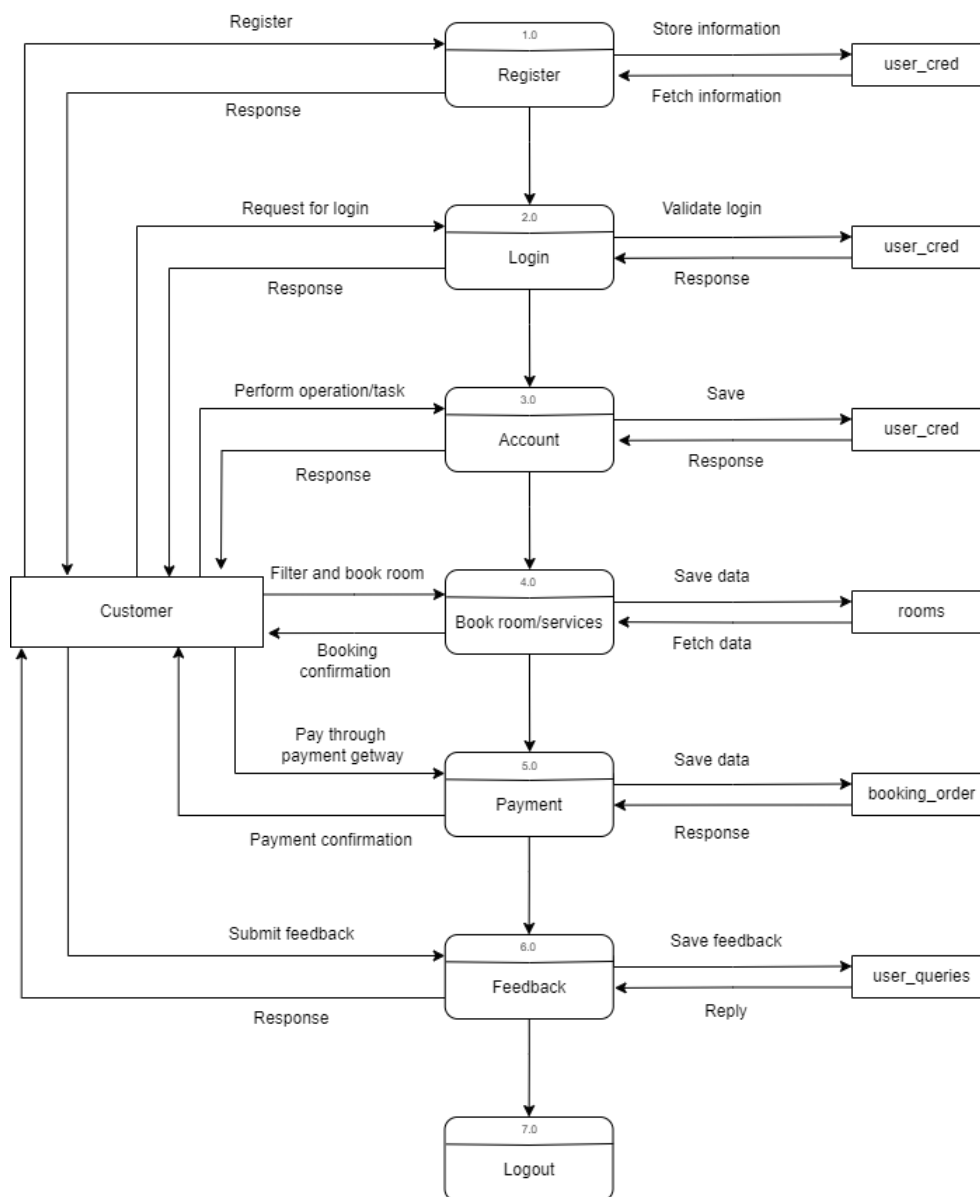 Register
1.0
Register
Store information
user_cred
Response
Fetch information
Request for login
2.0
Login
Validate login
user_cred
Response
Response
Perform operation/task
3.0
Account
Save
user_cred
Response
Response
Customer
Filter and book room
4.0
Book room/services
Save data
rooms
Booking
confirmation
Fetch data
Pay through
payment getway
5.0
Payment
Save data
booking_order
Payment confirmation
Response
Submit feedback
6.0
Feedback
Save feedback
user_queries
Response
Reply
7.0
Logout